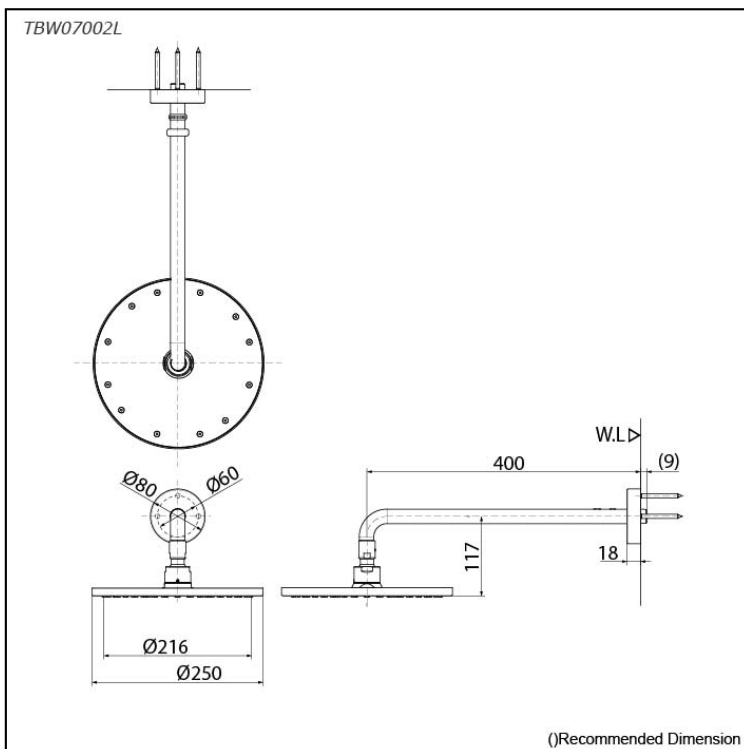 TBW07002L
W.L
400
(9)
Ø80
Ø60
117
18
Ø216
Ø250
()Recommended Dimension